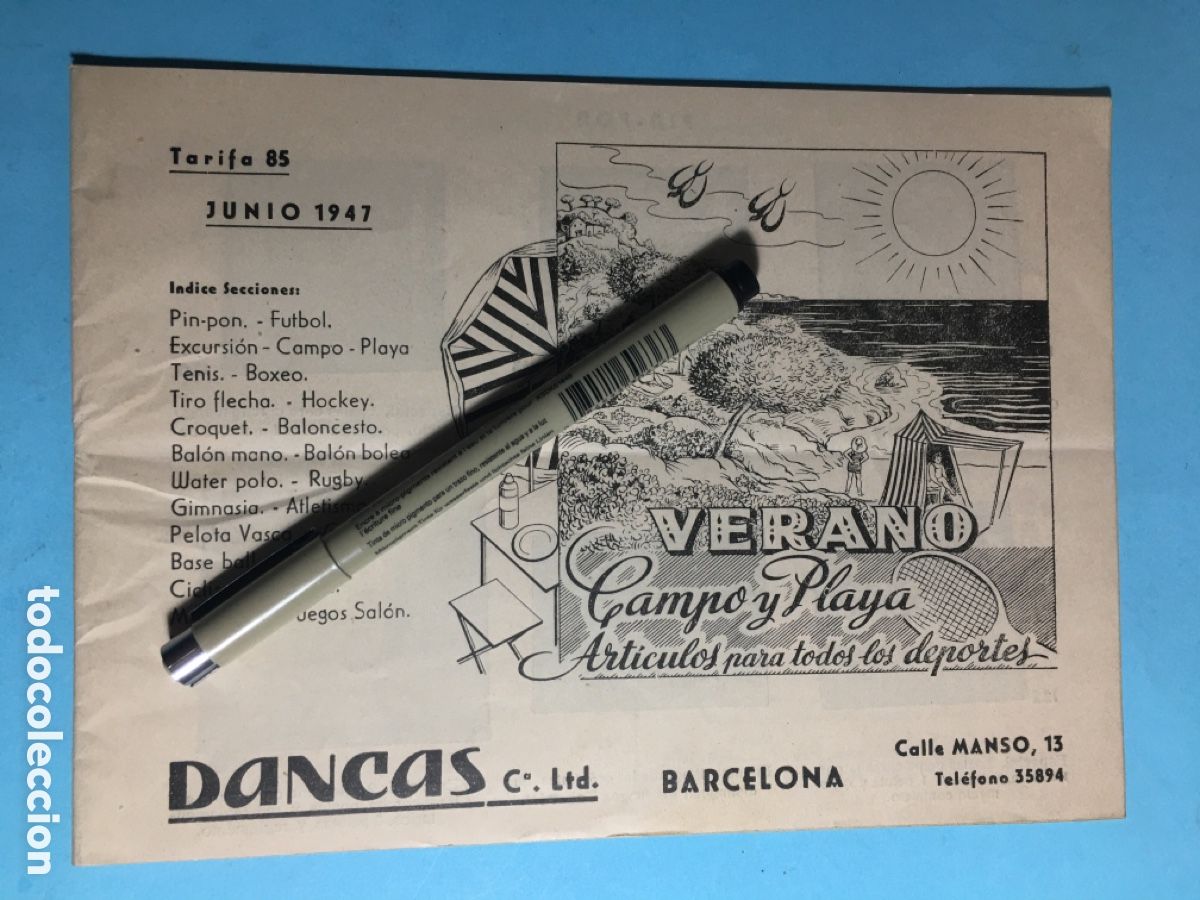 Tarifa 85
JUNIO 1947
Indice Secciones:
Pin-pon. - Futbol.
Excursión - Campo - Playa
Tenis. - Boxeo.
Tiro flecha. - Hockey.
Croquet. - Baloncesto.
Balón mano. - Balón bolea
Water polo. - Rugby.
Gimnasia. - Atletismo
Pelota Vasca
Base ball
Salón.
VERANO
Campo y Playa
Artículos para todos los deportes
DANCAS Cª. Ltd.
BARCELONA
Calle MANSO, 13
Teléfono 35894
todocoleccion